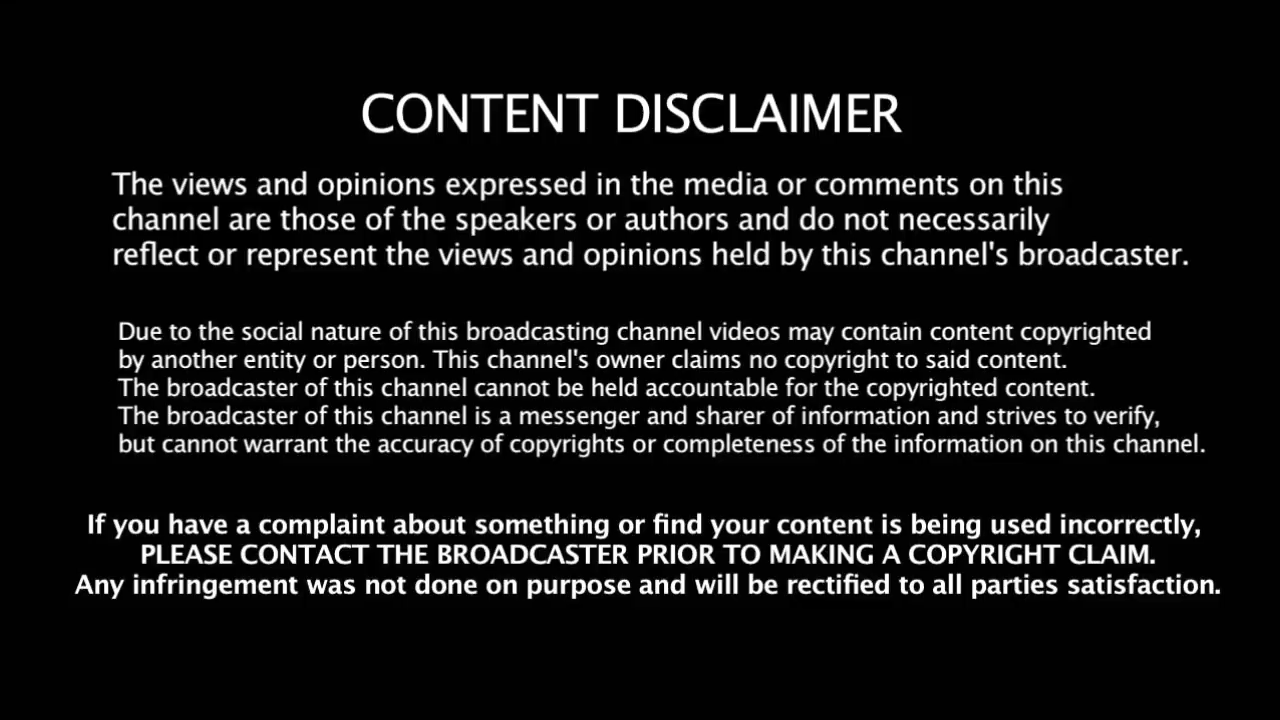 CONTENT DISCLAIMER
The views and opinions expressed in the media or comments on this
channel are those of the speakers or authors and do not necessarily
reflect or represent the views and opinions held by this channel's broadcaster.
Due to the social nature of this broadcasting channel videos may contain content copyrighted
by another entity or person. This channel's owner claims no copyright to said content.
The broadcaster of this channel cannot be held accountable for the copyrighted content.
The broadcaster of this channel is a messenger and sharer of information and strives to verify,
but cannot warrant the accuracy of copyrights or completeness of the information on this channel.
If you have a complaint about something or find your content is being used incorrectly,
PLEASE CONTACT THE BROADCASTER PRIOR TO MAKING A COPYRIGHT CLAIM.
Any infringement was not done on purpose and will be rectified to all parties satisfaction.